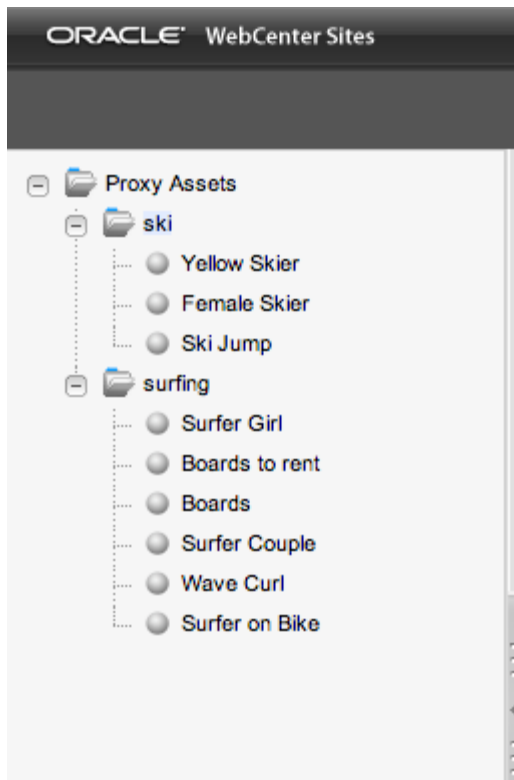 ORACLE WebCenter Sites
Proxy Assets
ski
Yellow Skier
Female Skier
Ski Jump
surfing
Surfer Girl
Boards to rent
Boards
Surfer Couple
Wave Curl
Surfer on Bike